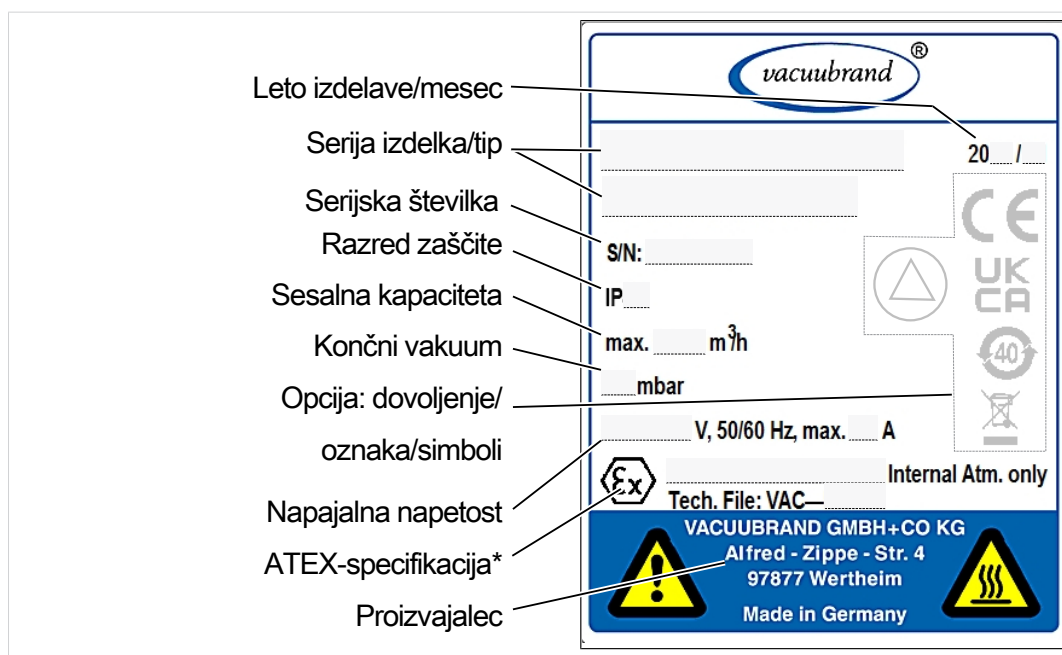 Leto izdelave/mesec
Serija izdelka/tip
Serijska številka
Razred zaščite
Sesalna kapaciteta
Končni vakuum
Opcija: dovoljenje/
oznaka/simboli
Napajalna napetost
ATEX-specifikacija*
Proizvajalec
vacuubrand ®
20 /
S/N:
IP
max. m³/h
mbar
V, 50/60 Hz, max. A
Internal Atm. only
Tech. File: VAC—
CE
UK
CA
40
Ex
VACUUBRAND GMBH+CO KG
Alfred - Zippe - Str. 4
97877 Wertheim
Made in Germany